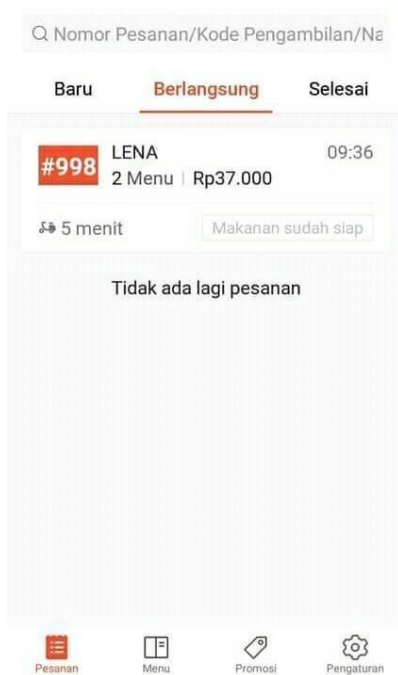 Nomor Pesanan/Kode Pengambilan/Na
Baru Berlangsung Selesai
#998 LENA 09:36
2 Menu | Rp37.000
5 menit Makanan sudah siap
Tidak ada lagi pesanan
Pesanan Menu Promosi Pengaturan